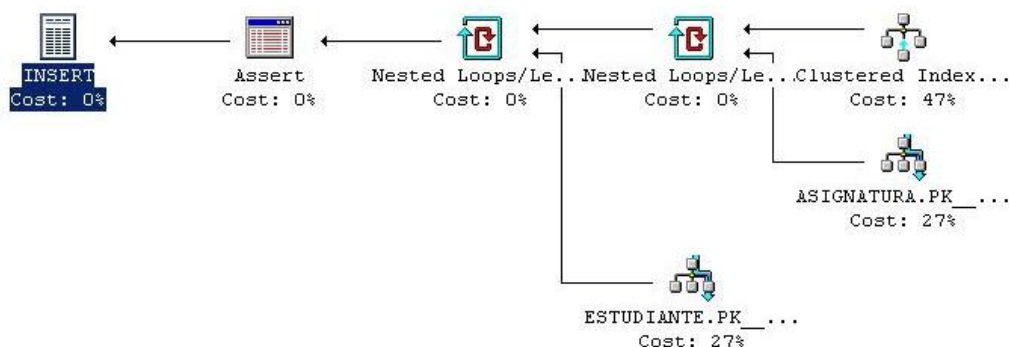 INSERT
Cost: 0%
Assert
Cost: 0%
Nested Loops/Le...
Cost: 0%
Nested Loops/Le...
Cost: 0%
Clustered Index...
Cost: 47%
ASIGNATURA.PK__...
Cost: 27%
ESTUDIANTE.PK__...
Cost: 27%